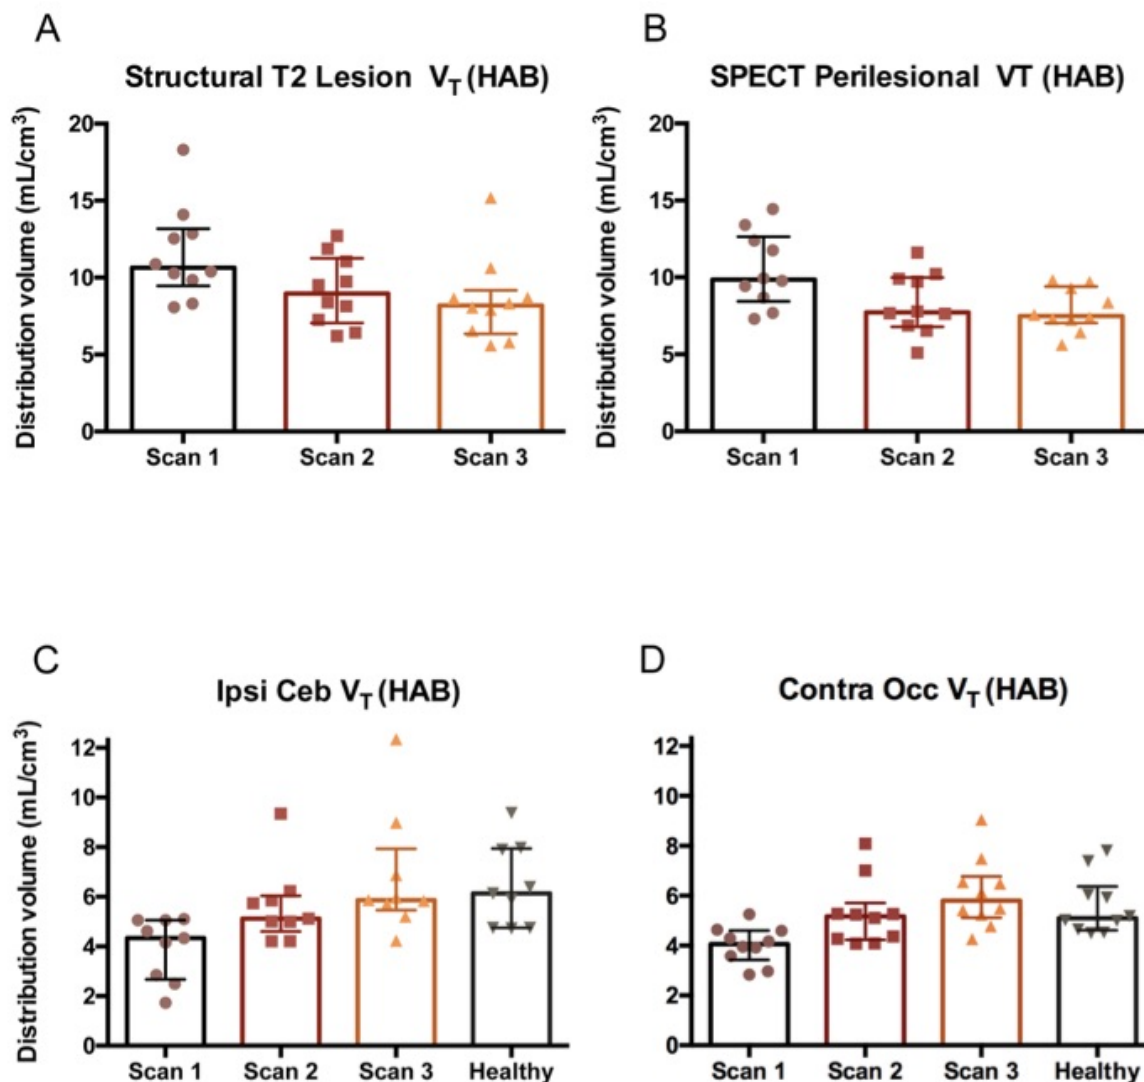 A
Structural T2 Lesion VT (HAB)
Distribution volume (mL/cm³)
20
15
10
5
0
Scan 1 Scan 2 Scan 3
B
SPECT Perilesional VT (HAB)
Distribution volume (mL/cm³)
20
15
10
5
0
Scan 1 Scan 2 Scan 3
C
Ipsi Ceb VT (HAB)
Distribution volume (mL/cm³)
12
10
8
6
4
2
0
Scan 1 Scan 2 Scan 3 Healthy
D
Contra Occ VT (HAB)
12
10
8
6
4
2
0
Scan 1 Scan 2 Scan 3 Healthy